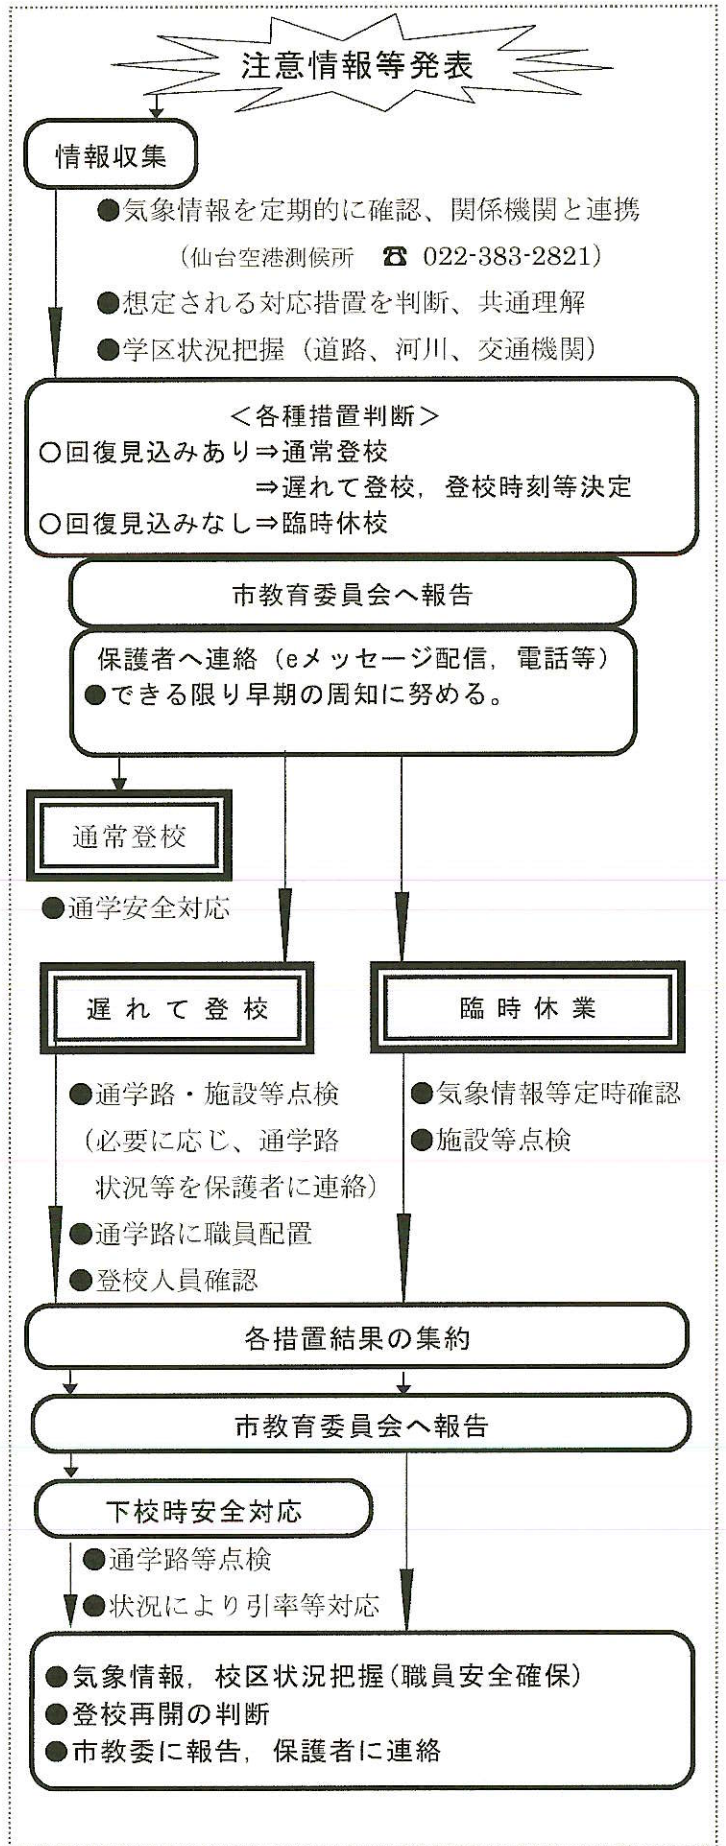 注意情報等発表
情報収集
●気象情報を定期的に確認、関係機関と連携
(仙台空港測候所 ☎ 022-383-2821)
●想定される対応措置を判断、共通理解
●学区状況把握（道路、河川、交通機関）
＜各種措置判断＞
○回復見込みあり⇒通常登校
⇒遅れて登校，登校時刻等決定
○回復見込みなし⇒臨時休校
市教育委員会へ報告
保護者へ連絡（eメッセージ配信，電話等）
●できる限り早期の周知に努める。
通常登校
●通学安全対応
遅れて登校
●通学路・施設等点検
(必要に応じ、通学路
状況等を保護者に連絡)
●通学路に職員配置
●登校人員確認
臨時休業
●気象情報等定時確認
●施設等点検
各措置結果の集約
市教育委員会へ報告
下校時安全対応
●通学路等点検
●状況により引率等対応
●気象情報，校区状況把握(職員安全確保)
●登校再開の判断
●市教委に報告，保護者に連絡